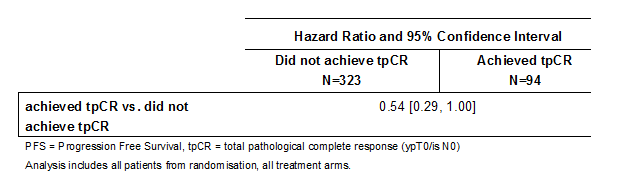 Hazard Ratio and 95% Confidence Interval
Did not achieve tpCR Achieved tpCR
N=323 N=94
achieved tpCR vs. did not 0.54 [0.29, 1.00]
achieve tpCR
PFS = Progression Free Survival, tpCR = total pathological complete response (ypT0/is N0)
Analysis includes all patients from randomisation, all treatment arms.